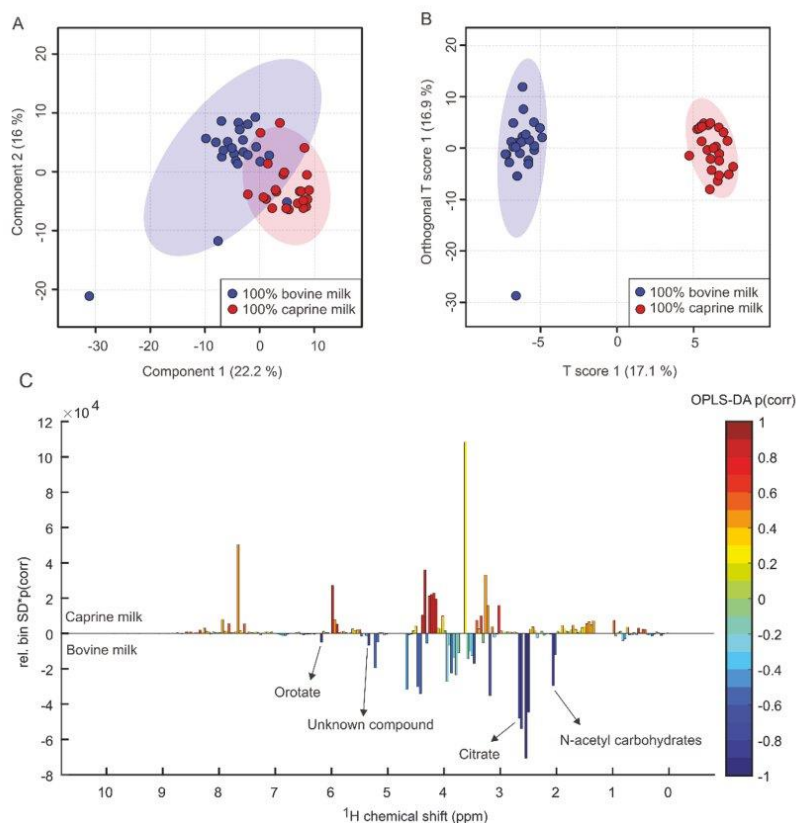 A
Component 2 (16 %)
20
10
0
-10
-20
100% bovine milk
100% caprine milk
-30 -20 -10 0 10
Component 1 (22.2 %)
B
Orthogonal T score 1 (16.9 %)
20
10
0
-10
-20
-30
100% bovine milk
100% caprine milk
-5 0 5
T score 1 (17.1 %)
C
×10⁴
rel. bin SD*p(corr)
12
10
8
6
4
2
0
-2
-4
-6
-8
Caprine milk
Bovine milk
Orotate
Unknown compound
Citrate
N-acetyl carbohydrates
10 9 8 7 6 5 4 3 2 1 0
¹H chemical shift (ppm)
OPLS-DA p(corr)
1
0.8
0.6
0.4
0.2
0
-0.2
-0.4
-0.6
-0.8
-1